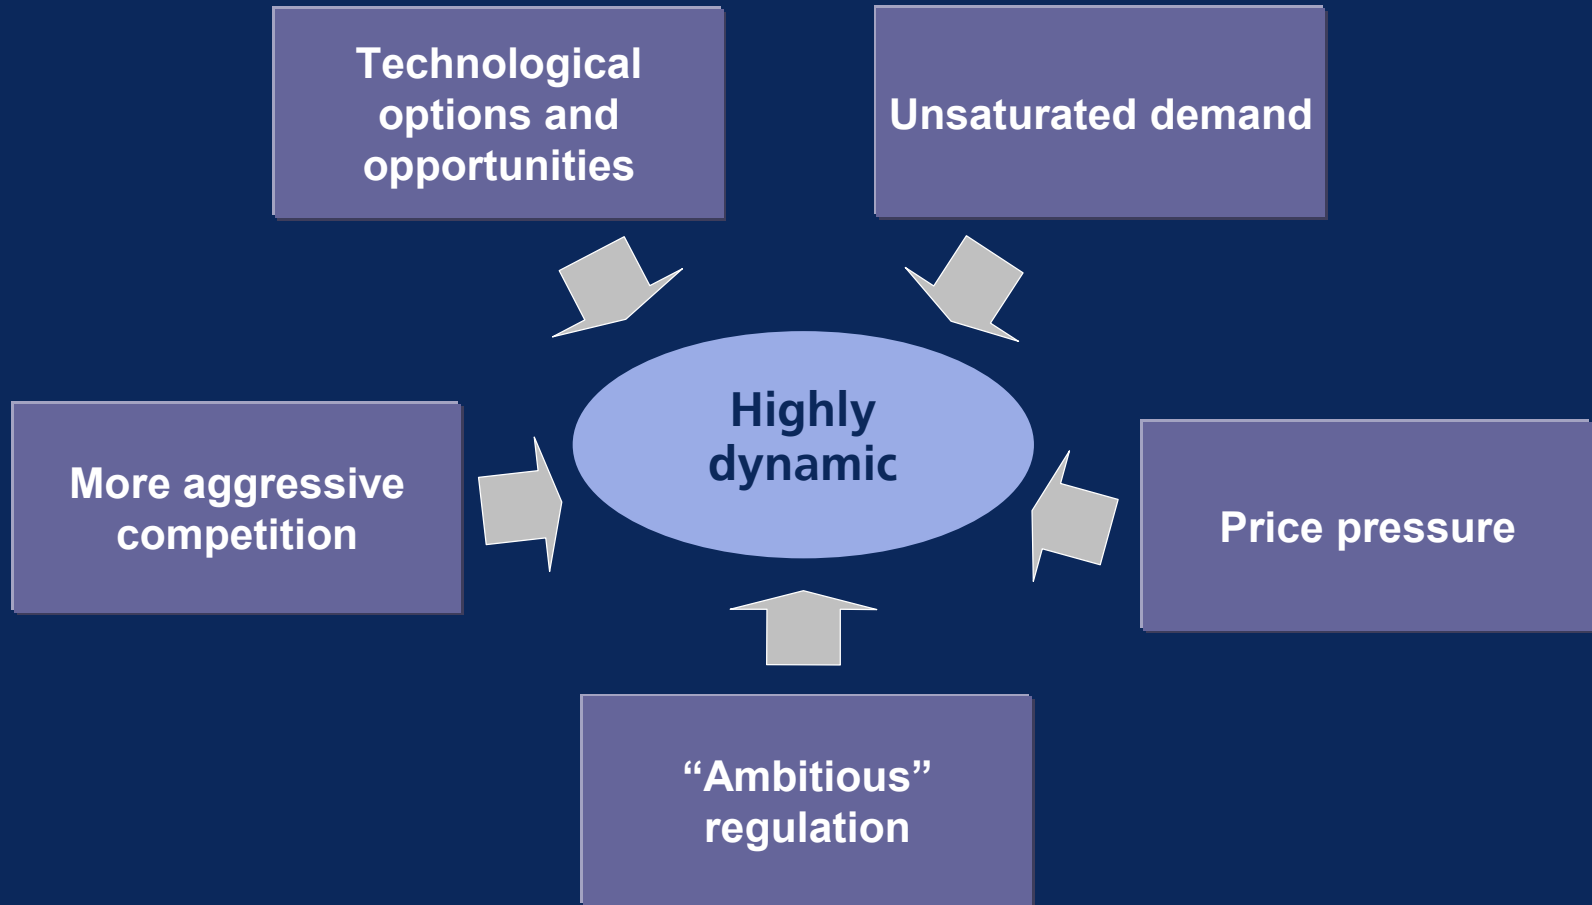 Technological
options and
opportunities
Unsaturated demand
Highly
dynamic
More aggressive
competition
Price pressure
“Ambitious”
regulation